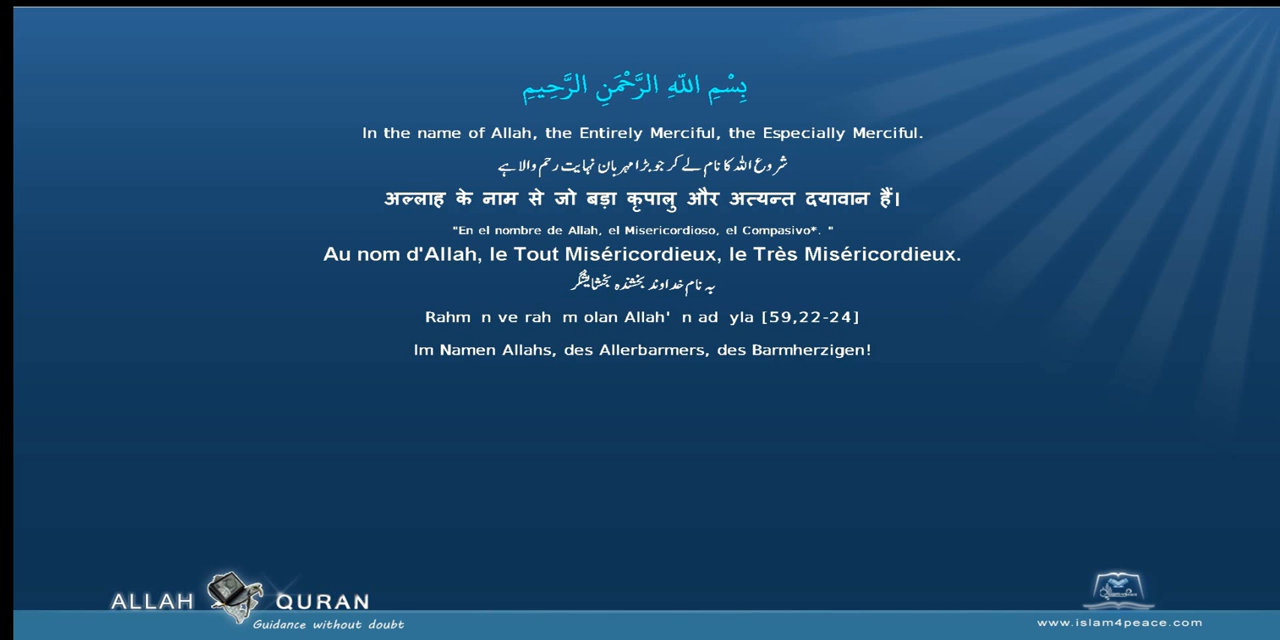 بِسْمِ اللَّهِ الرَّحْمَنِ الرَّحِيمِ
In the name of Allah, the Entirely Merciful, the Especially Merciful.
شروع الله کا نام لے کر جو بڑا مہربان نہایت رحم والا ہے
अल्लाह के नाम से जो बड़ा कृपालु और अत्यन्त दयावान हैं।
"En el nombre de Allah, el Misericordioso, el Compasivo*. "
Au nom d'Allah, le Tout Miséricordieux, le Très Miséricordieux.
به نام خداوند بخشنده بخشایشگر
Rahm n ve rah m olan Allah' n ad yla [59,22-24]
Im Namen Allahs, des Allerbarmers, des Barmherzigen!
ALLAH QURAN
Guidance without doubt
www.islam4peace.com